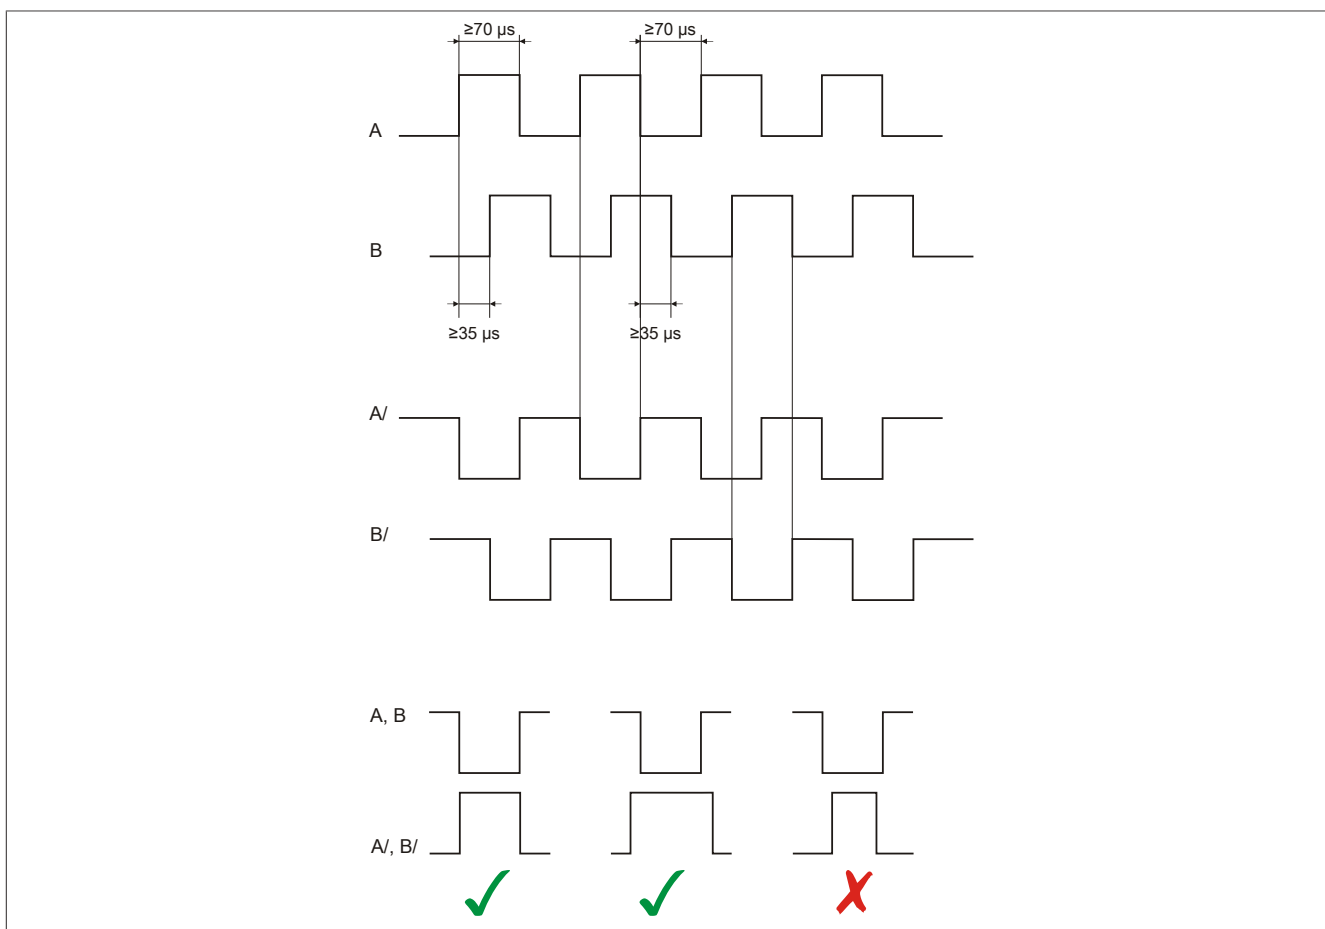 ≥70 µs ≥70 µs
A
B
≥35 µs ≥35 µs
A/
B/
A, B
A/, B/